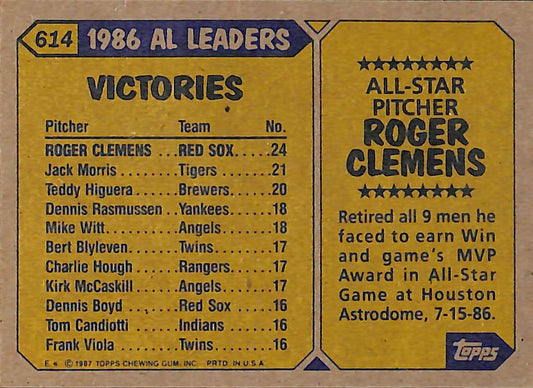 614
1986 AL LEADERS
VICTORIES
Pitcher Team No.
ROGER CLEMENS ...RED SOX.....24
Jack Morris ......Tigers ........21
Teddy Higuera ....Brewers......20
Dennis Rasmussen ..Yankees......18
Mike Witt........Angels .......18
Bert Blyleven .....Twins........17
Charlie Hough .....Rangers......17
Kirk McCaskill.....Angels .......17
Dennis Boyd ......Red Sox .....16
Tom Candiotti .....Indians ......16
Frank Viola .......Twins........16
E* ©1987 TOPPS CHEWING GUM, INC. PRTD. IN U.S.A.
★★★★★★★★★
ALL-STAR
PITCHER
ROGER
CLEMENS
★★★★★★★★★
Retired all 9 men he
faced to earn Win
and game's MVP
Award in All-Star
Game at Houston
Astrodome, 7-15-86.
Topps